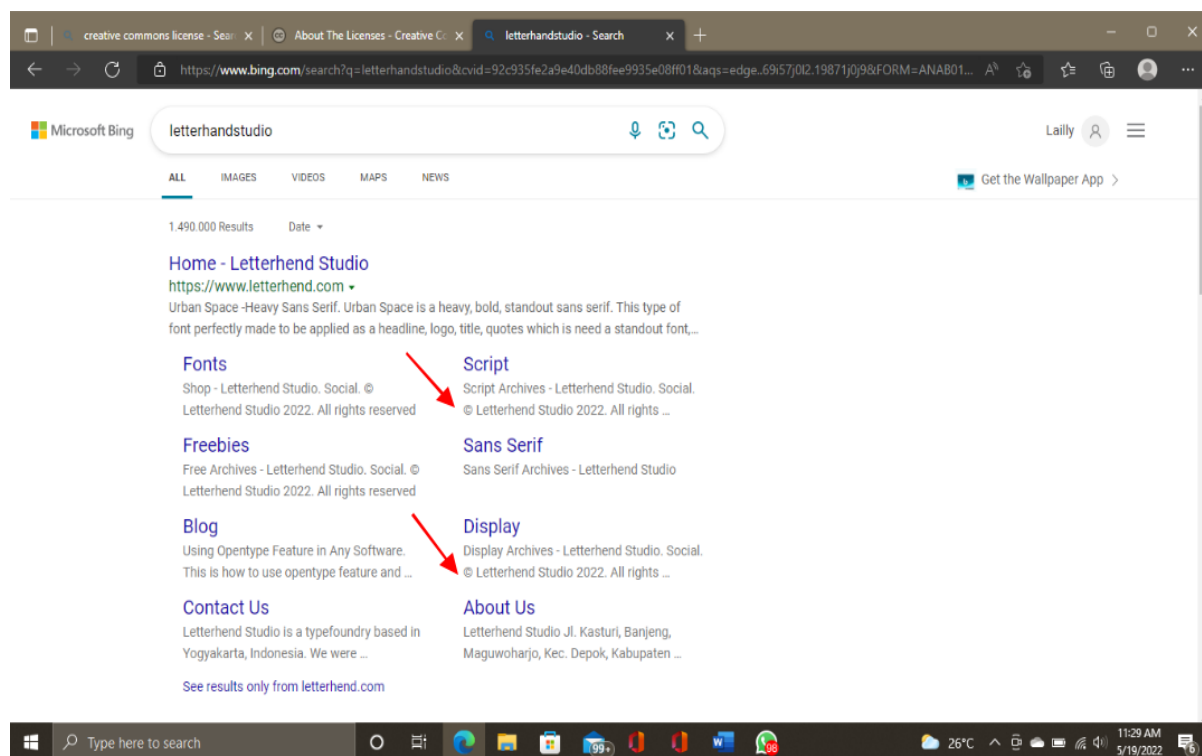 creative commons license - Sear
About The Licenses - Creative Co
letterhandstudio - Search
https://www.bing.com/search?q=letterhandstudio&cvid=92c935fe2a9e40db88fee9935e08ff01&aqs=edge..69i57j0l2.19871j0j9&FORM=ANAB01...
Microsoft Bing
letterhandstudio
Lailly
ALL IMAGES VIDEOS MAPS NEWS
Get the Wallpaper App >
1.490.000 Results Date
Home - Letterhend Studio
https://www.letterhend.com
Urban Space -Heavy Sans Serif. Urban Space is a heavy, bold, standout sans serif. This type of
font perfectly made to be applied as a headline, logo, title, quotes which is need a standout font,...
Fonts
Shop - Letterhend Studio. Social. ©
Letterhend Studio 2022. All rights reserved
Script
Script Archives - Letterhend Studio. Social.
© Letterhend Studio 2022. All rights ...
Freebies
Free Archives - Letterhend Studio. Social. ©
Letterhend Studio 2022. All rights reserved
Sans Serif
Sans Serif Archives - Letterhend Studio
Blog
Using Opentype Feature in Any Software.
This is how to use opentype feature and ...
Display
Display Archives - Letterhend Studio. Social.
© Letterhend Studio 2022. All rights ...
Contact Us
Letterhend Studio is a typefoundry based in
Yogyakarta, Indonesia. We were ...
About Us
Letterhend Studio Jl. Kasturi, Banjeng,
Maguwoharjo, Kec. Depok, Kabupaten ...
See results only from letterhend.com
Type here to search
99+
98
26°C
11:29 AM
5/19/2022